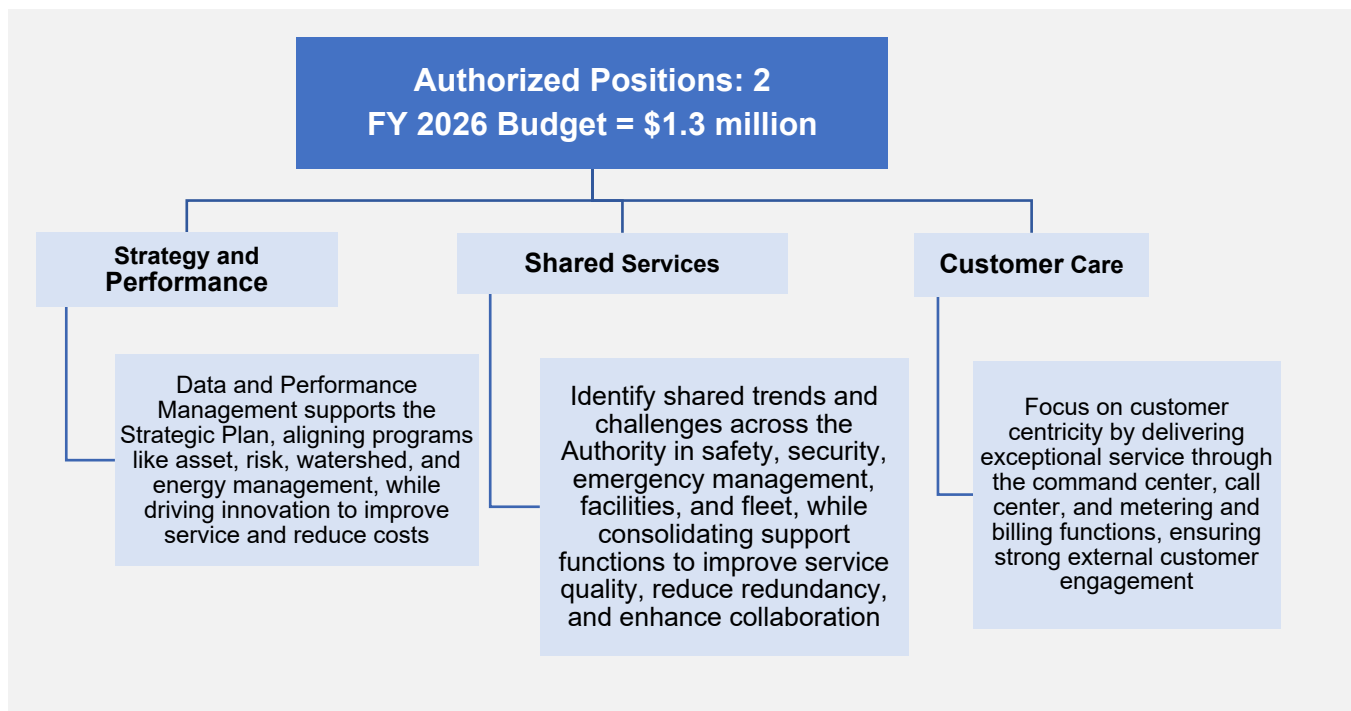 Authorized Positions: 2
FY 2026 Budget = $1.3 million
Strategy and
Performance
Data and Performance
Management supports the
Strategic Plan, aligning programs
like asset, risk, watershed, and
energy management, while
driving innovation to improve
service and reduce costs
Shared Services
Identify shared trends and
challenges across the
Authority in safety, security,
emergency management,
facilities, and fleet, while
consolidating support
functions to improve service
quality, reduce redundancy,
and enhance collaboration
Customer Care
Focus on customer
centricity by delivering
exceptional service through
the command center, call
center, and metering and
billing functions, ensuring
strong external customer
engagement